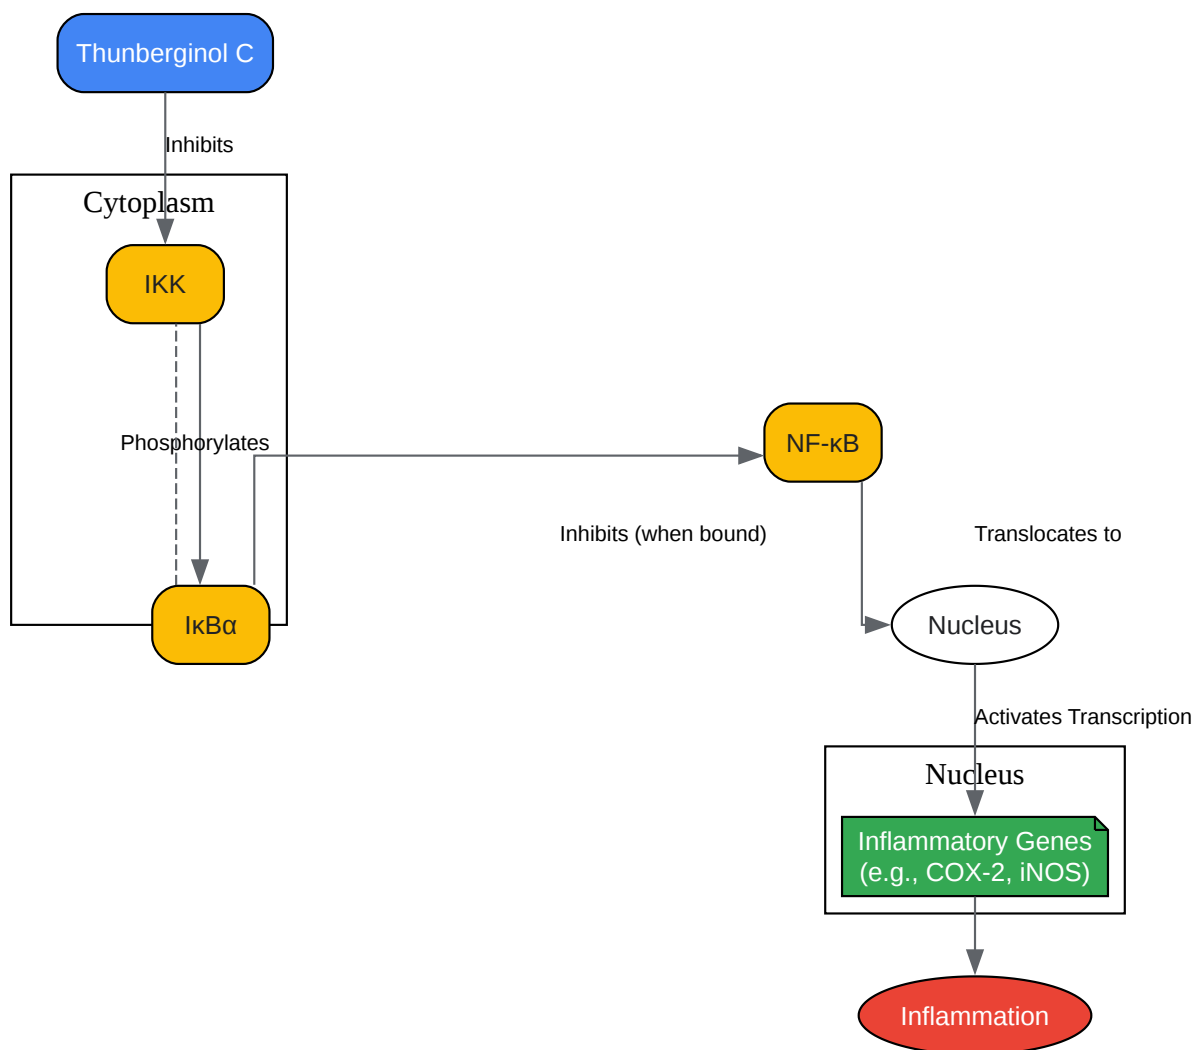 Thunberginol C
Inhibits
Cytoplasm
IKK
Phosphorylates
NF-κB
Inhibits (when bound)
Translocates to
IκBα
Nucleus
Activates Transcription
Nucleus
Inflammatory Genes
(e.g., COX-2, iNOS)
Inflammation